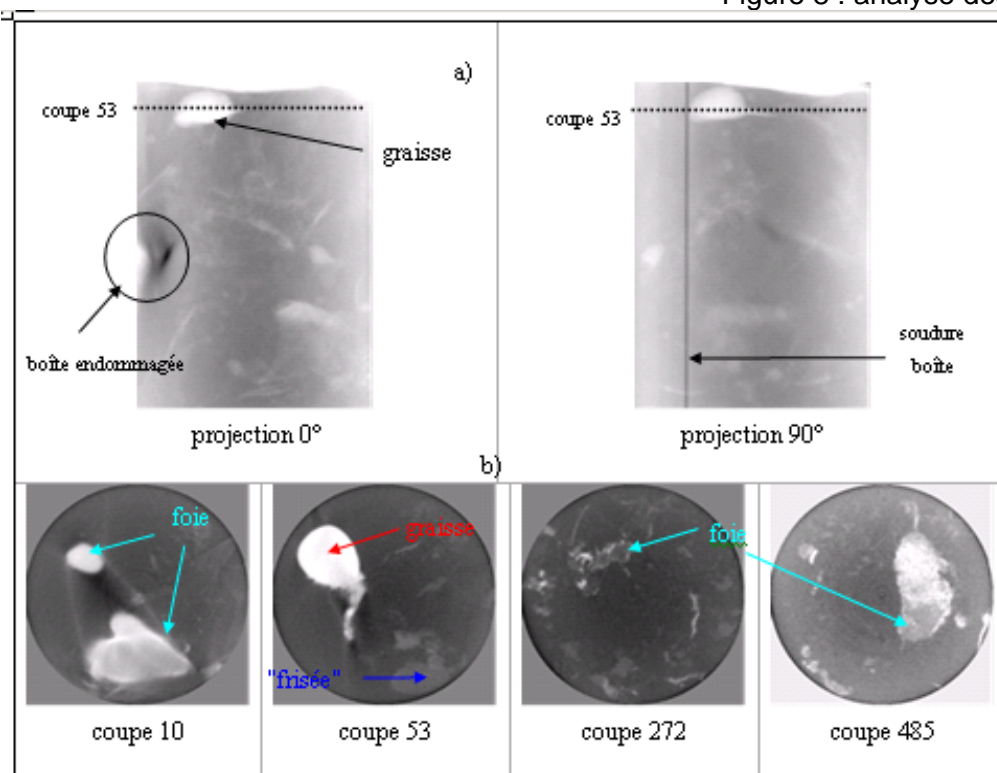 a)
coupe 53
graisse
boîte endommagée
projection 0°
coupe 53
soudure
boîte
projection 90°
b)
foie
coupe 10
graisse
"frisée"
coupe 53
foie
coupe 272
coupe 485